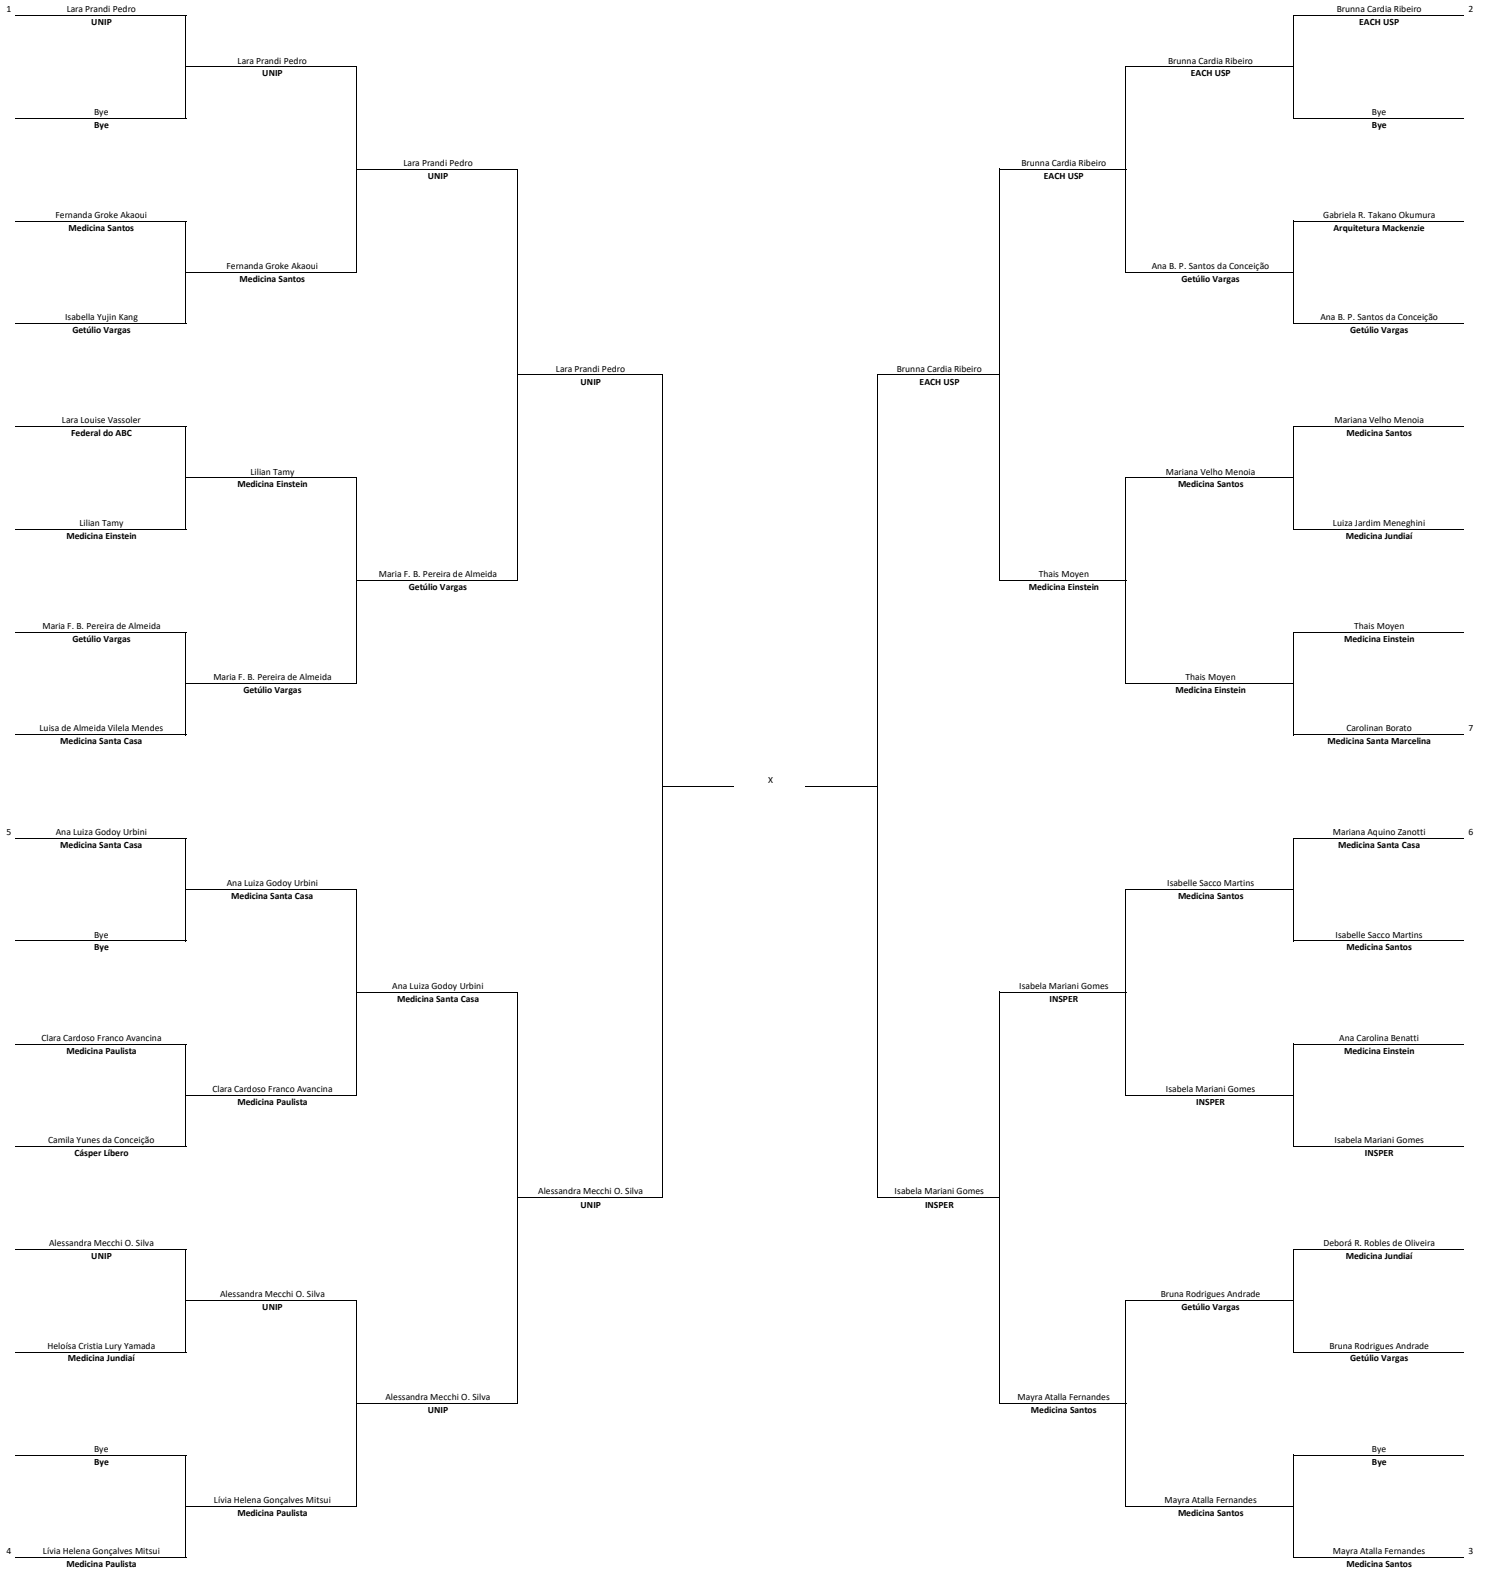 1
Lara Prandi Pedro
UNIP
Bye
Bye
Fernanda Groke Akaoui
Medicina Santos
Isabella Yujin Kang
Getúlio Vargas
Lara Louise Vassoler
Federal do ABC
Lilian Tamy
Medicina Einstein
Maria F. B. Pereira de Almeida
Getúlio Vargas
Luisa de Almeida Vilela Mendes
Medicina Santa Casa
5
Ana Luiza Godoy Urbini
Medicina Santa Casa
Bye
Bye
Clara Cardoso Franco Avancina
Medicina Paulista
Camila Yunes da Conceição
Cásper Líbero
Alessandra Mecchi O. Silva
UNIP
Heloísa Cristia Lury Yamada
Medicina Jundiaí
Bye
Bye
4
Lívia Helena Gonçalves Mitsui
Medicina Paulista
Lara Prandi Pedro
UNIP
Fernanda Groke Akaoui
Medicina Santos
Lilian Tamy
Medicina Einstein
Maria F. B. Pereira de Almeida
Getúlio Vargas
Ana Luiza Godoy Urbini
Medicina Santa Casa
Clara Cardoso Franco Avancina
Medicina Paulista
Alessandra Mecchi O. Silva
UNIP
Lívia Helena Gonçalves Mitsui
Medicina Paulista
Lara Prandi Pedro
UNIP
Maria F. B. Pereira de Almeida
Getúlio Vargas
Ana Luiza Godoy Urbini
Medicina Santa Casa
Alessandra Mecchi O. Silva
UNIP
Lara Prandi Pedro
UNIP
Alessandra Mecchi O. Silva
UNIP
X
Brunna Cardia Ribeiro
EACH USP
Isabela Mariani Gomes
INSPER
Brunna Cardia Ribeiro
EACH USP
Thais Moyen
Medicina Einstein
Isabela Mariani Gomes
INSPER
Mayra Atalla Fernandes
Medicina Santos
Brunna Cardia Ribeiro
EACH USP
Ana B. P. Santos da Conceição
Getúlio Vargas
Mariana Velho Menoia
Medicina Santos
Thais Moyen
Medicina Einstein
Isabelle Sacco Martins
Medicina Santos
Isabela Mariani Gomes
INSPER
Bruna Rodrigues Andrade
Getúlio Vargas
Mayra Atalla Fernandes
Medicina Santos
Brunna Cardia Ribeiro
2
EACH USP
Bye
Bye
Gabriela R. Takano Okumura
Arquitetura Mackenzie
Ana B. P. Santos da Conceição
Getúlio Vargas
Mariana Velho Menoia
Medicina Santos
Luiza Jardim Meneghini
Medicina Jundiaí
Thais Moyen
Medicina Einstein
Carolinan Borato
7
Medicina Santa Marcelina
Mariana Aquino Zanotti
6
Medicina Santa Casa
Isabelle Sacco Martins
Medicina Santos
Ana Carolina Benatti
Medicina Einstein
Isabela Mariani Gomes
INSPER
Deborá R. Robles de Oliveira
Medicina Jundiaí
Bruna Rodrigues Andrade
Getúlio Vargas
Bye
Bye
Mayra Atalla Fernandes
3
Medicina Santos